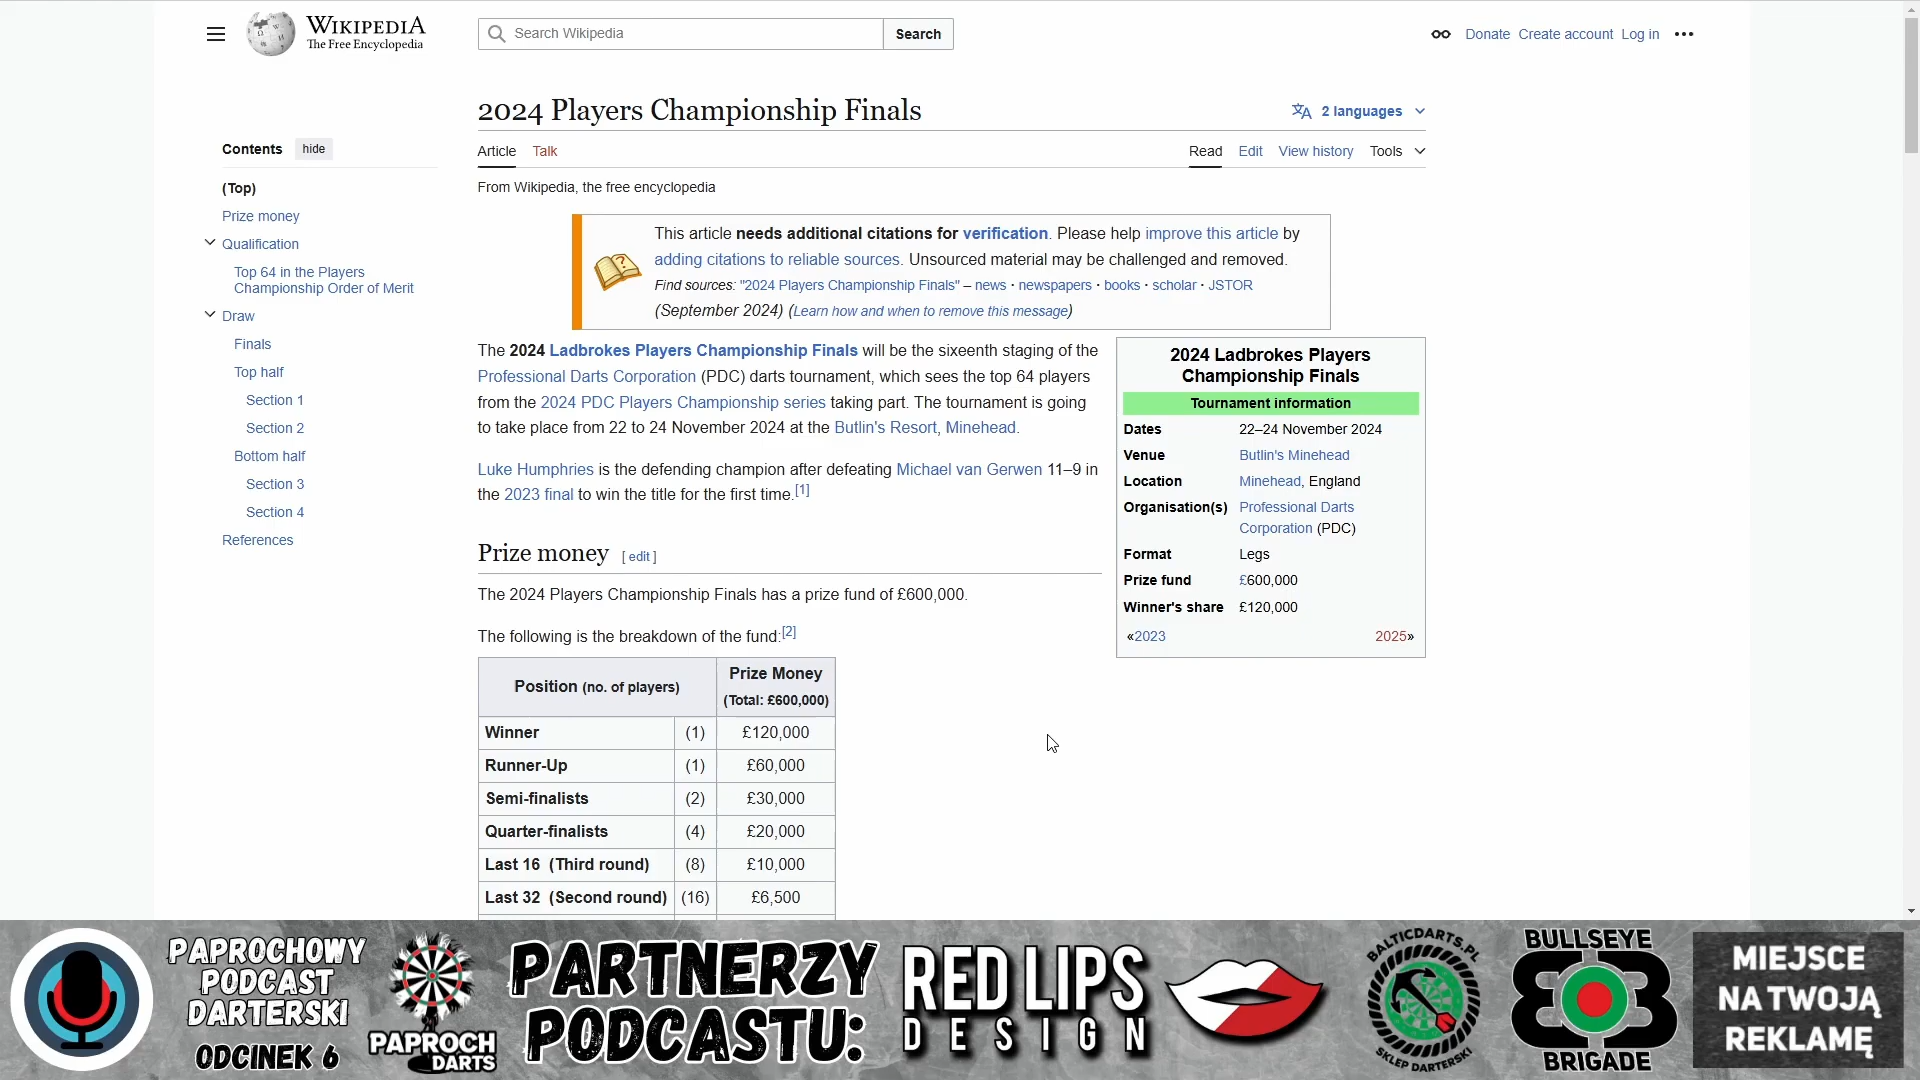 WIKIPEDIA
The Free Encyclopedia
Search Wikipedia
Search
Donate Create account Log in
2024 Players Championship Finals
2 languages
Contents hide
Article Talk
Read Edit View history Tools
(Top)
Prize money
Qualification
Top 64 in the Players
Championship Order of Merit
Draw
Finals
Top half
Section 1
Section 2
Bottom half
Section 3
Section 4
References
From Wikipedia, the free encyclopedia
This article needs additional citations for verification. Please help improve this article by
adding citations to reliable sources. Unsourced material may be challenged and removed.
Find sources: "2024 Players Championship Finals" – news · newspapers · books · scholar · JSTOR
(September 2024) (Learn how and when to remove this message)
The 2024 Ladbrokes Players Championship Finals will be the sixeenth staging of the
Professional Darts Corporation (PDC) darts tournament, which sees the top 64 players
from the 2024 PDC Players Championship series taking part. The tournament is going
to take place from 22 to 24 November 2024 at the Butlin's Resort, Minehead.
Luke Humphries is the defending champion after defeating Michael van Gerwen 11–9 in
the 2023 final to win the title for the first time.[1]
2024 Ladbrokes Players
Championship Finals
Tournament information
Dates 22–24 November 2024
Venue Butlin's Minehead
Location Minehead, England
Organisation(s) Professional Darts
Corporation (PDC)
Format Legs
Prize fund £600,000
Winner's share £120,000
«2023 2025»
Prize money [ edit ]
The 2024 Players Championship Finals has a prize fund of £600,000.
The following is the breakdown of the fund:[2]
Position (no. of players) Prize Money
(Total: £600,000)
Winner (1) £120,000
Runner-Up (1) £60,000
Semi-finalists (2) £30,000
Quarter-finalists (4) £20,000
Last 16 (Third round) (8) £10,000
Last 32 (Second round) (16) £6,500
PAPROCHOWY
PODCAST
DARTERSKI
ODCINEK 6
PAPROCH
DARTS
PARTNERZY
PODCASTU:
RED LIPS
DESIGN
BALTICDARTS.PL
SKLEP DARTERSKI
BULLSEYE
BRIGADE
MIEJSCE
NA TWOJĄ
REKLAMĘ